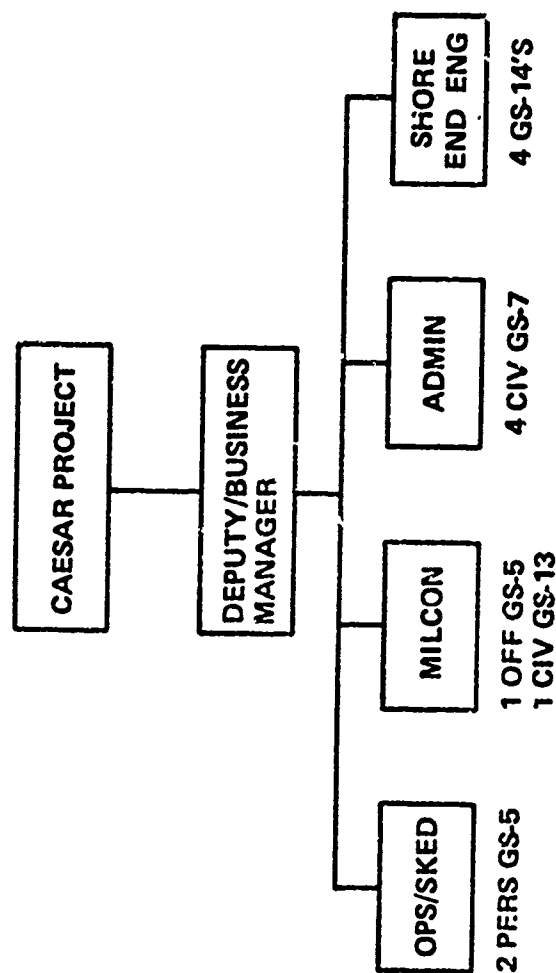 CAESAR PROJECT
DEPUTY/BUSINESS
MANAGER
OPS/SKED
2 PERS GS-5
MILCON
1 OFF GS-5
1 CIV GS-13
ADMIN
4 CIV GS-7
SHORE
END ENG
4 GS-14'S